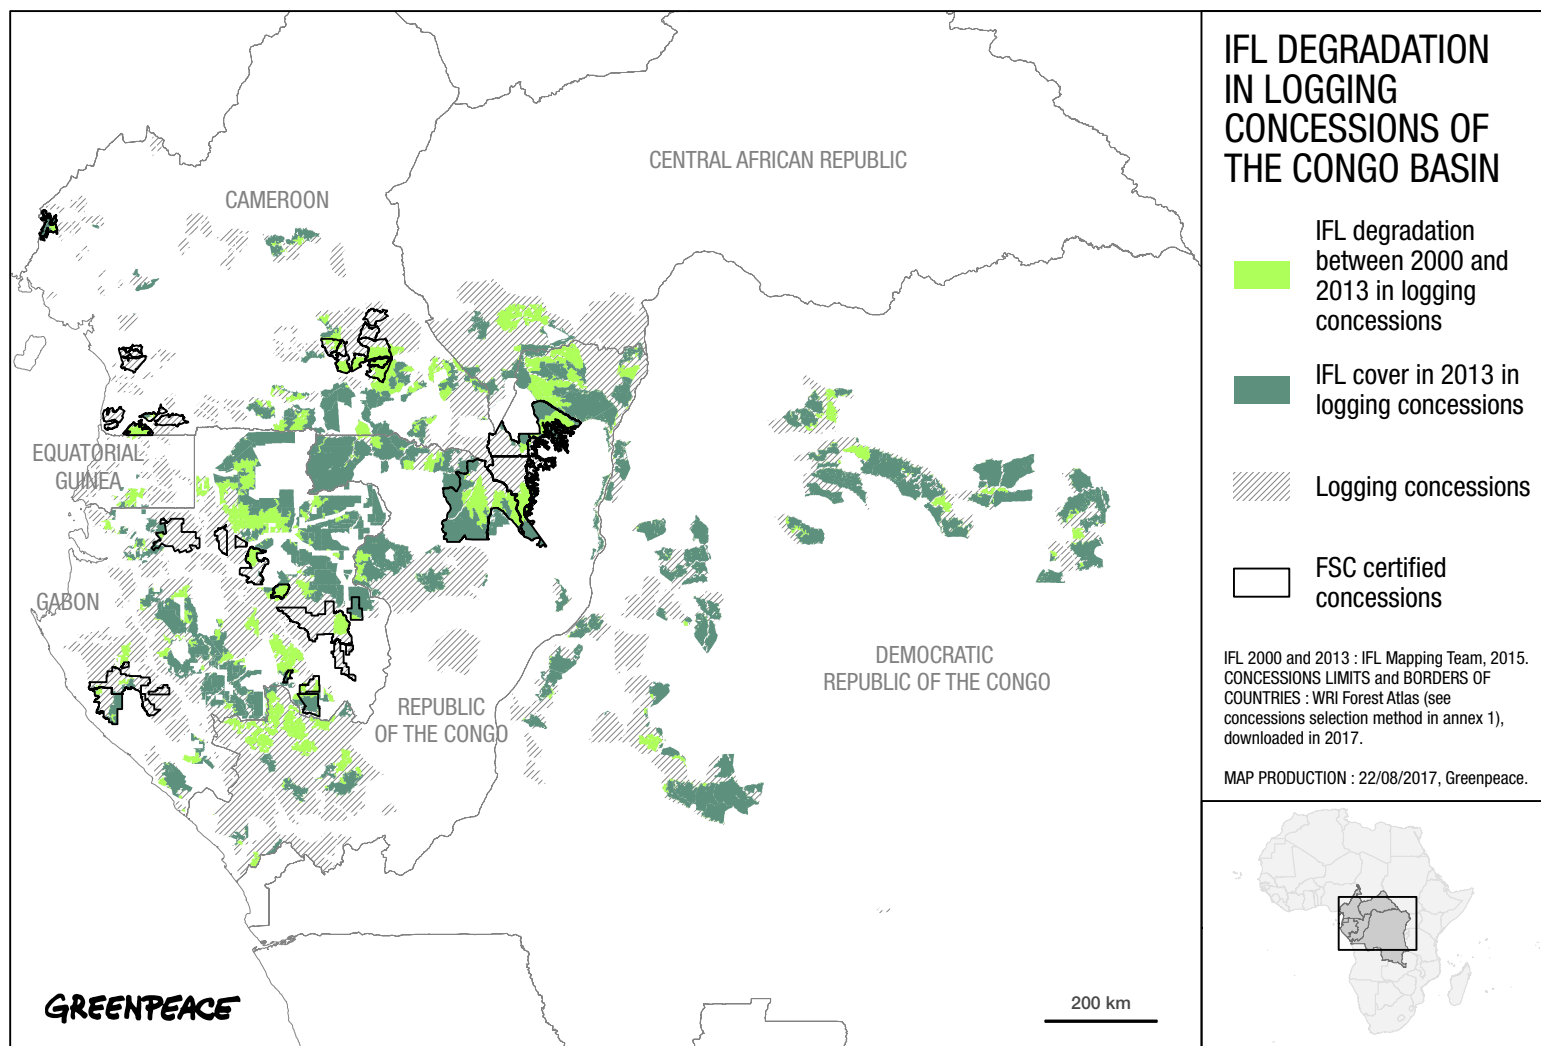 IFL DEGRADATION
IN LOGGING
CONCESSIONS OF
THE CONGO BASIN
IFL degradation
between 2000 and
2013 in logging
concessions
IFL cover in 2013 in
logging concessions
Logging concessions
FSC certified
concessions
IFL 2000 and 2013 : IFL Mapping Team, 2015.
CONCESSIONS LIMITS and BORDERS OF
COUNTRIES : WRI Forest Atlas (see
concessions selection method in annex 1),
downloaded in 2017.
MAP PRODUCTION : 22/08/2017, Greenpeace.
CENTRAL AFRICAN REPUBLIC
CAMEROON
EQUATORIAL
GUINEA
GABON
REPUBLIC
OF THE CONGO
DEMOCRATIC
REPUBLIC OF THE CONGO
GREENPEACE
200 km